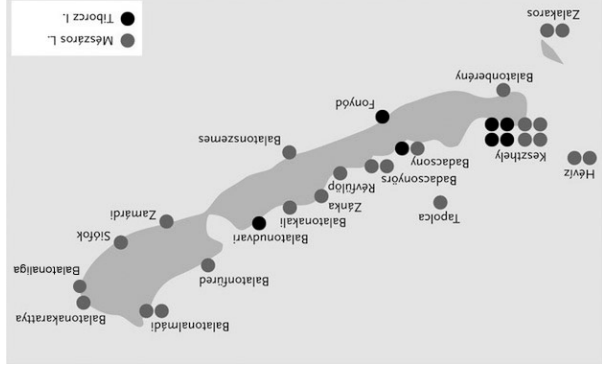 Balatonalmádi
Balatonakarattya
Balatonaliga
Balatonfüred
Siófok
Zamárdi
Balatonudvari
Balatonakali
Zánka
Tapolca
Révfülöp
Badacsonyörs
Badacsony
Hévíz
Keszthely
Balatonszemes
Fonyód
Balatonberény
Zalakaros
Mészáros L.
Tiborcz I.